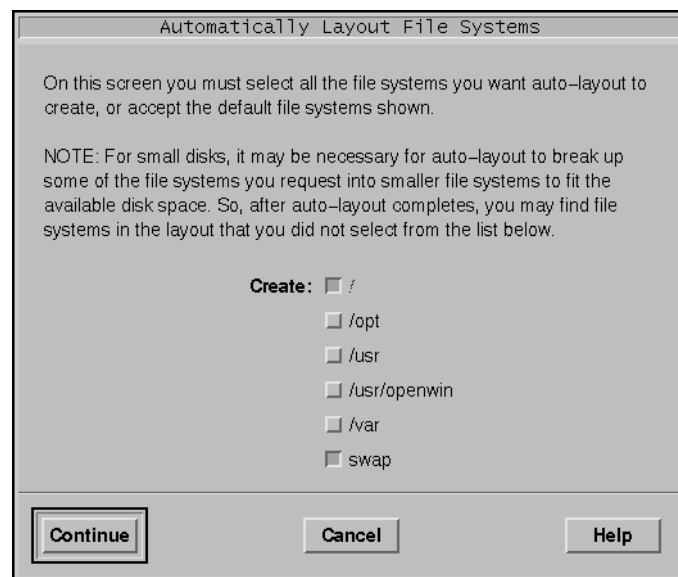 Automatically Layout File Systems
On this screen you must select all the file systems you want auto–layout to
create, or accept the default file systems shown.
NOTE: For small disks, it may be necessary for auto–layout to break up
some of the file systems you request into smaller file systems to fit the
available disk space. So, after auto–layout completes, you may find file
systems in the layout that you did not select from the list below.
Create: /
/opt
/usr
/usr/openwin
/var
swap
Continue Cancel Help